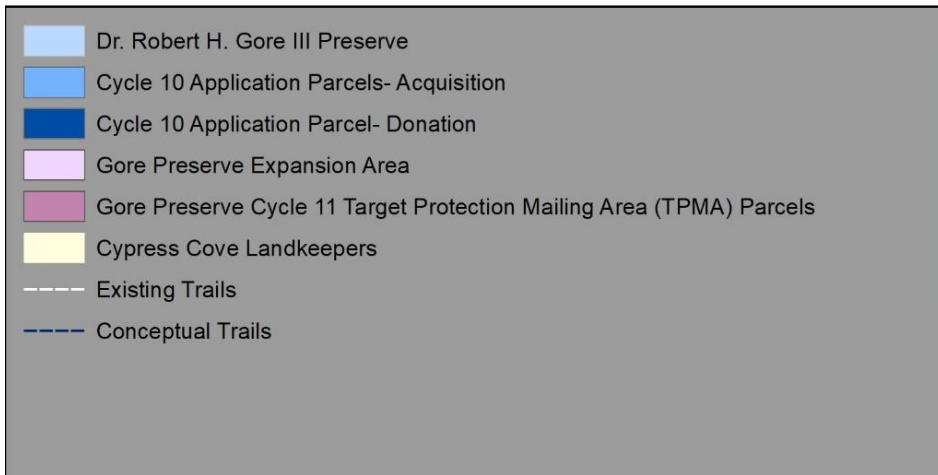 Dr. Robert H. Gore III Preserve
Cycle 10 Application Parcels- Acquisition
Cycle 10 Application Parcel- Donation
Gore Preserve Expansion Area
Gore Preserve Cycle 11 Target Protection Mailing Area (TPMA) Parcels
Cypress Cove Landkeepers
Existing Trails
Conceptual Trails